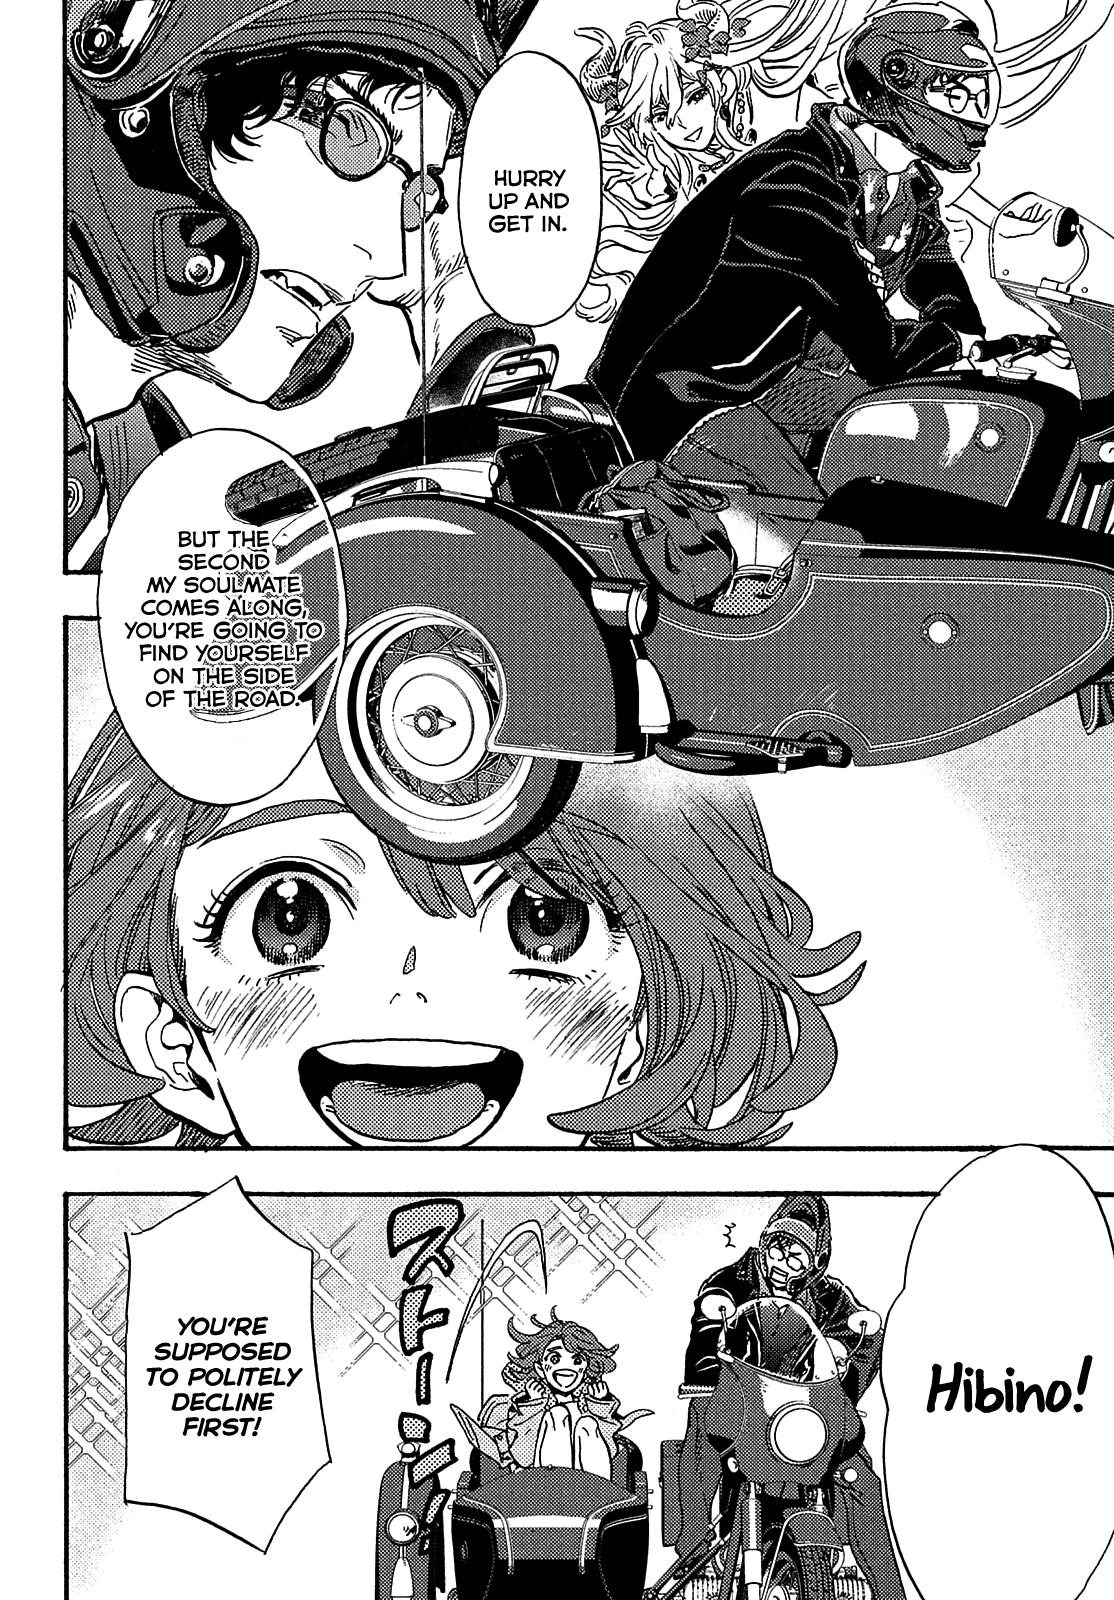 HURRY
UP AND
GET IN.
BUT THE
SECOND
MY SOULMATE
COMES ALONG,
YOU'RE GOING TO
FIND YOURSELF
ON THE SIDE
OF THE ROAD.
Hibino!
ストーン!
YOU'RE
SUPPOSED
TO POLITELY
DECLINE
FIRST!